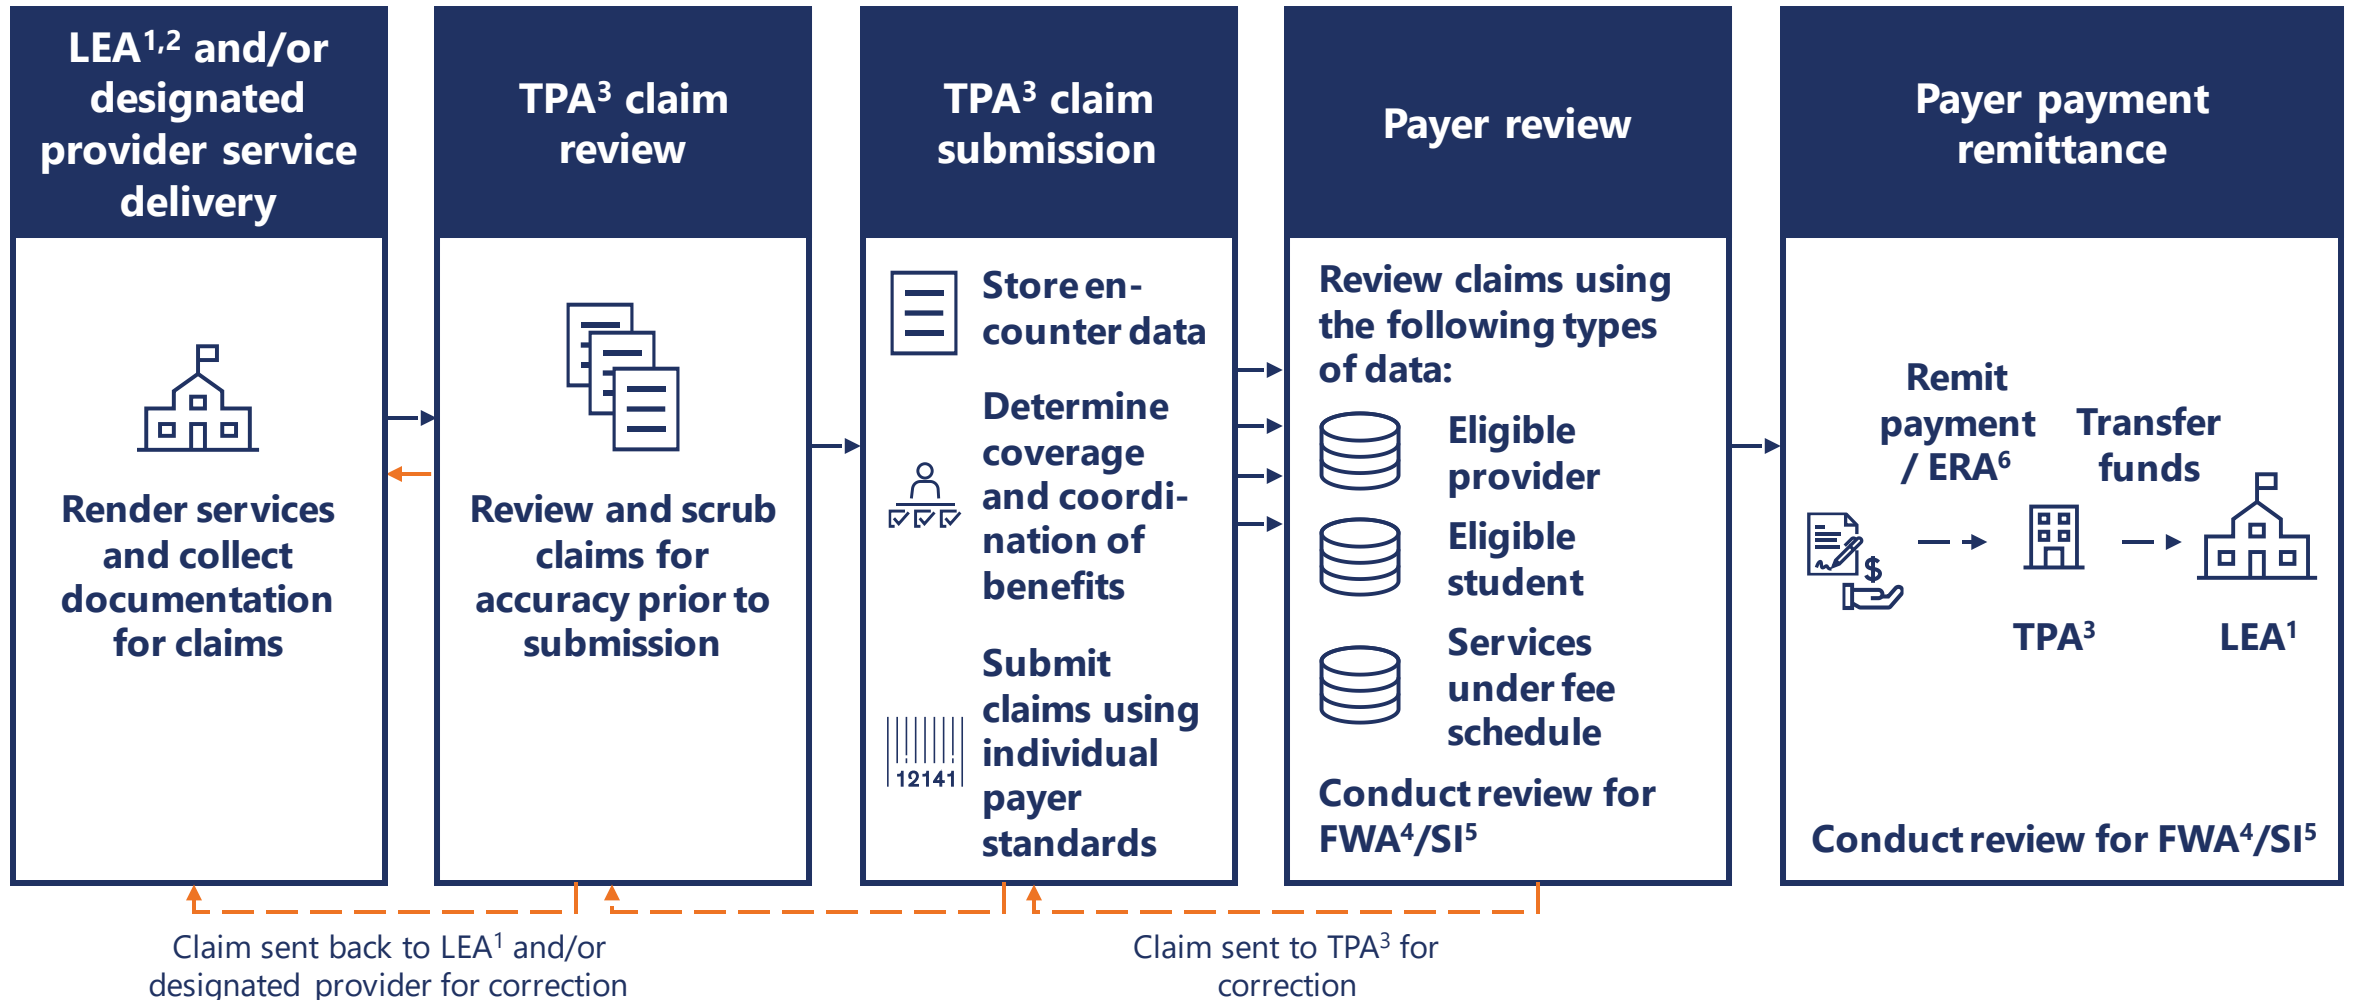 LEA¹,² and/or
designated
provider service
delivery
Render services
and collect
documentation
for claims
TPA³ claim
review
Review and scrub
claims for
accuracy prior to
submission
TPA³ claim
submission
Store en-
counter data
Determine
coverage
and coordi-
nation of
benefits
12141
Submit
claims using
individual
payer
standards
Payer review
Review claims using
the following types
of data:
Eligible
provider
Eligible
student
Services
under fee
schedule
Conduct review for
FWA⁴/SI⁵
Payer payment
remittance
Remit
payment
/ ERA⁶
Transfer
funds
$
TPA³
LEA¹
Conduct review for FWA⁴/SI⁵
Claim sent back to LEA¹ and/or
designated provider for correction
Claim sent to TPA³ for
correction